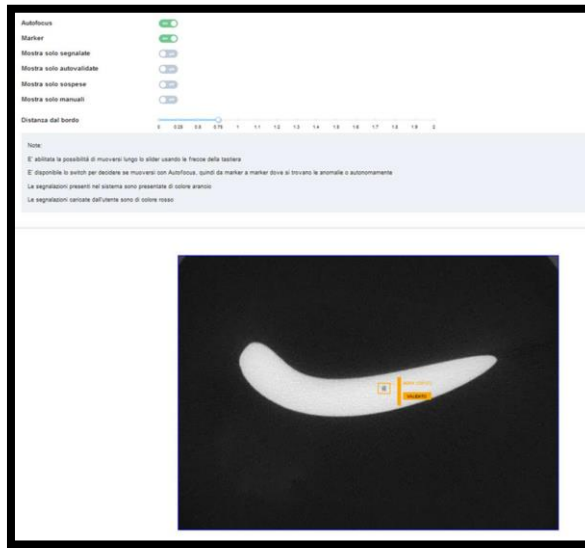 Autofocus
Marker
Mostra solo segnalate
Mostra solo autovalidate
Mostra solo sospese
Mostra solo manuali
Distanza dal bordo
0 0.25 0.5 0.75 1 1.1 1.2 1.3 1.4 1.5 1.6 1.7 1.8 1.9 2
Note:
E' abilitata la possibilità di muoversi lungo lo slider usando le frecce della tastiera
E' disponibile lo switch per decidere se muoversi con Autofocus, quindi da marker a marker dove si trovano le anomalie o autonomamente
Le segnalazioni presenti nel sistema sono presentate di colore arancio
Le segnalazioni caricate dall'utente sono di colore rosso